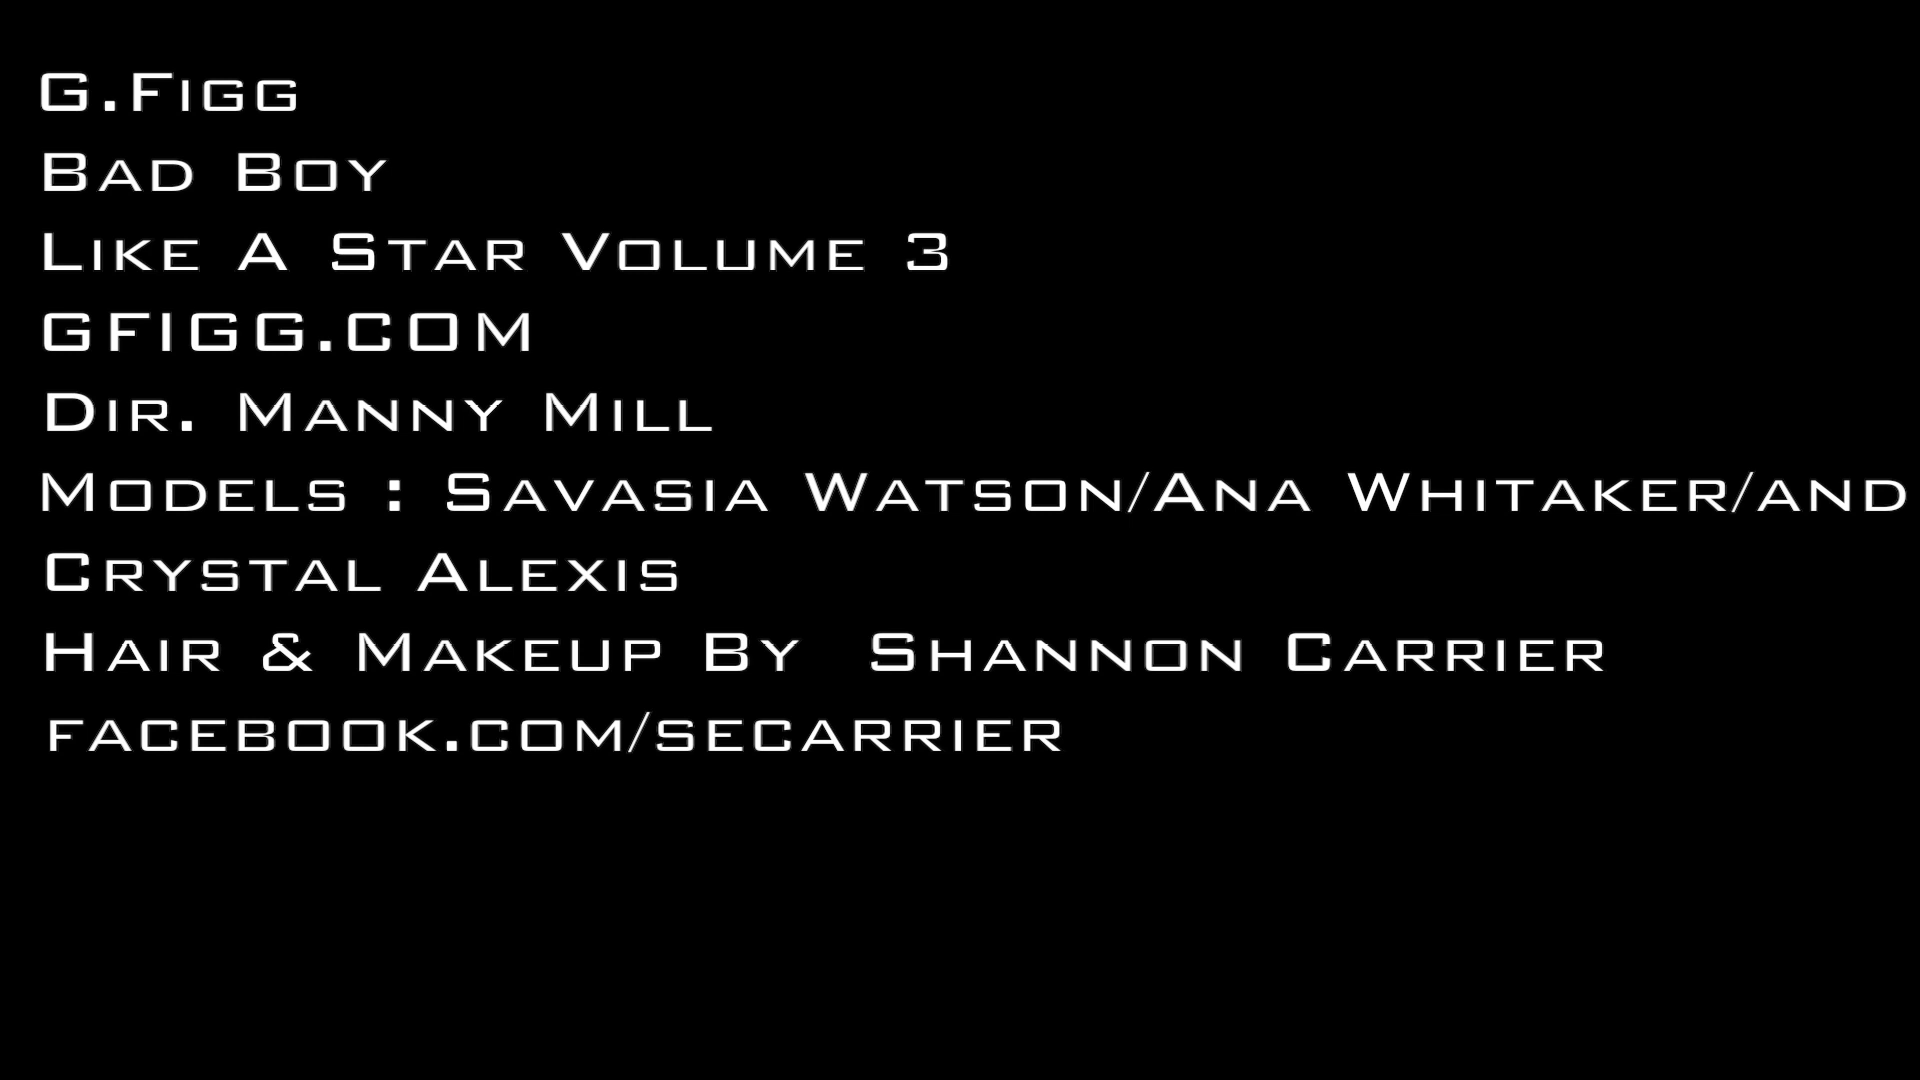 G.Figg
Bad Boy
Like A Star Volume 3
GFIGG.COM
Dir. Manny Mill
Models : Savasia Watson/Ana Whitaker/and
Crystal Alexis
Hair & Makeup By  Shannon Carrier
facebook.com/secarrier